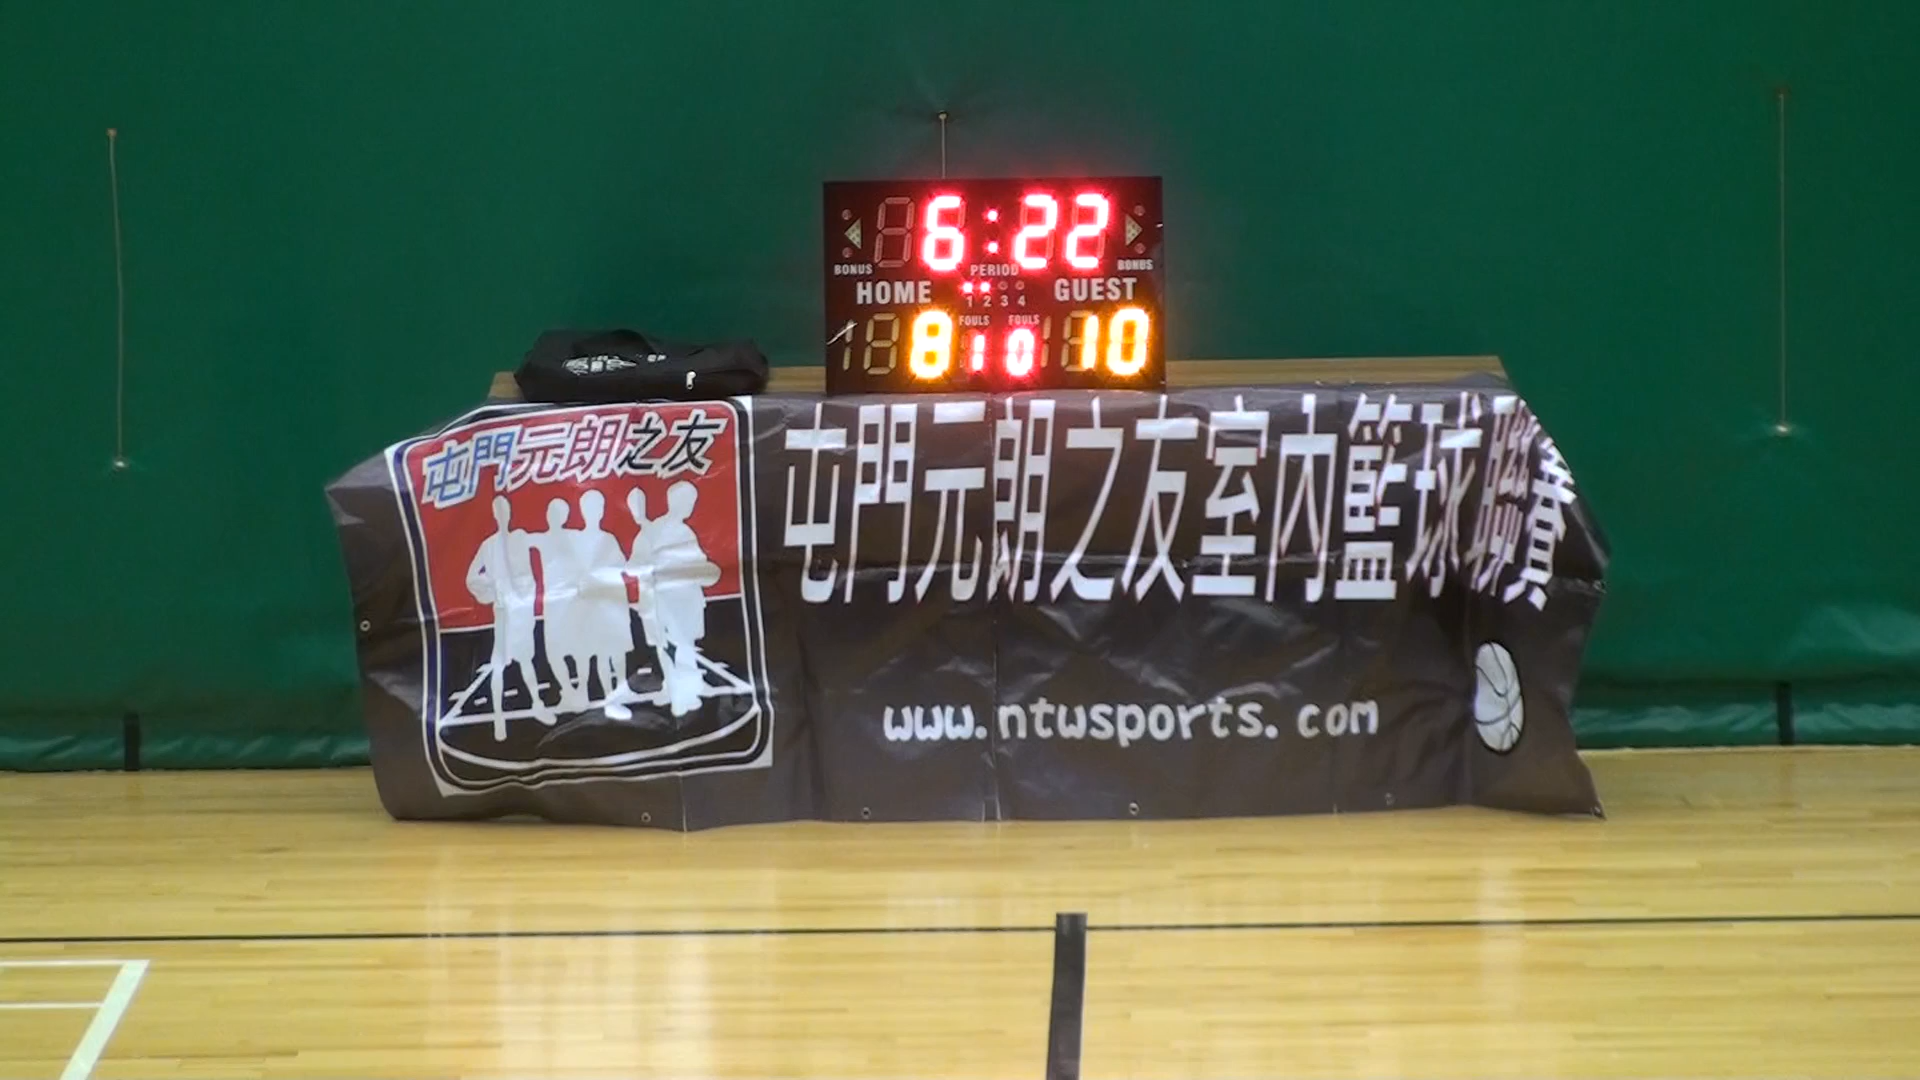 6:22
BONUS PERIOD BONUS
HOME 1 2 3 4 GUEST
FOULS FOULS
8 1 0 10
屯門元朗之友
屯門元朗之友室內籃球聯賽
www.ntwsports.com